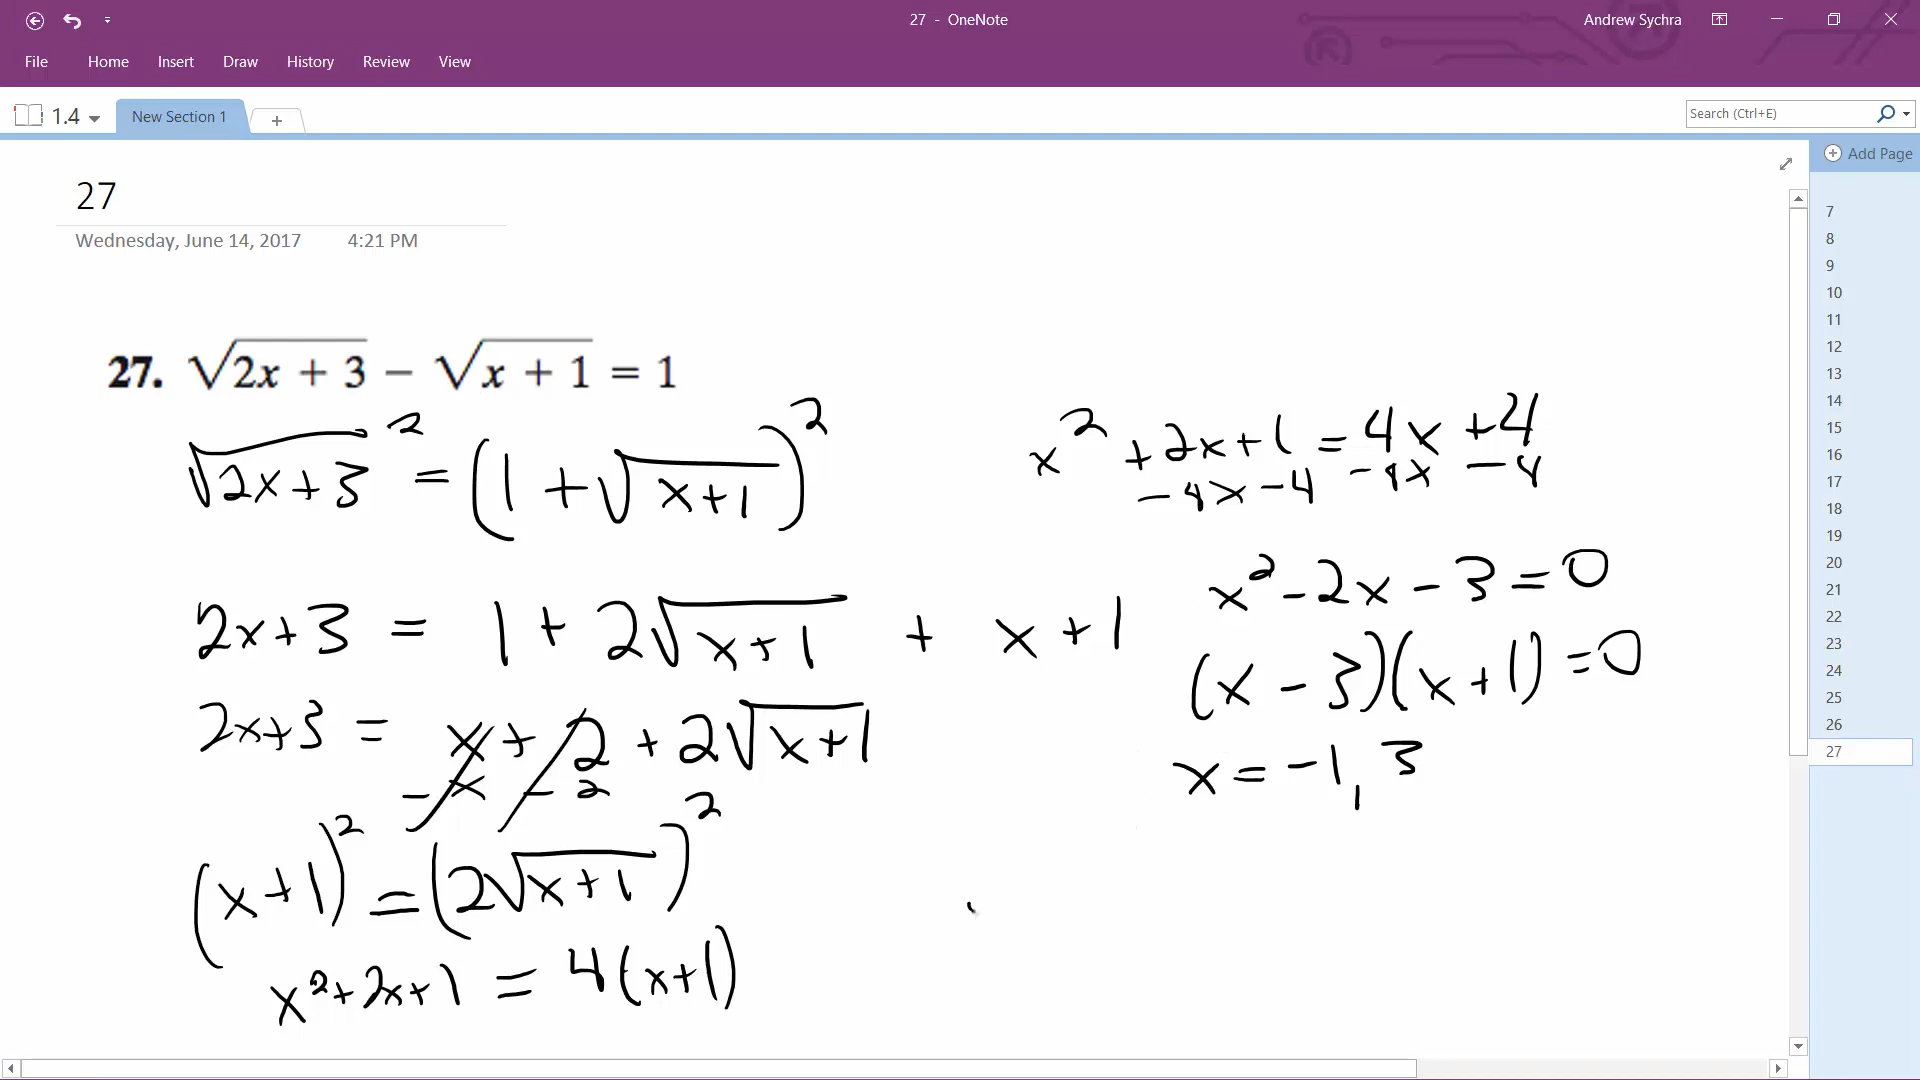 27 - OneNote
Andrew Sychra
File Home Insert Draw History Review View
1.4
New Section 1
+
Search (Ctrl+E)
Add Page
27
Wednesday, June 14, 2017 4:21 PM
27. √(2x + 3) − √(x + 1) = 1
√(2x+3)² = (1 + √(x+1))²
2x+3 = 1 + 2√(x+1) + x+1
2x+3 = x + 2 + 2√(x+1)
-x -2
(x+1)² = (2√(x+1))²
x²+2x+1 = 4(x+1)
x² +2x+1 = 4x +4
-4x -4 -4x -4
x² -2x -3 = 0
(x -3)(x+1) = 0
x = -1, 3
7
8
9
10
11
12
13
14
15
16
17
18
19
20
21
22
23
24
25
26
27